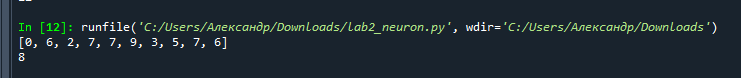 In [12]: runfile('C:/Users/Александр/Downloads/lab2_neuron.py', wdir='C:/Users/Александр/Downloads')
[0, 6, 2, 7, 7, 9, 3, 5, 7, 6]
8